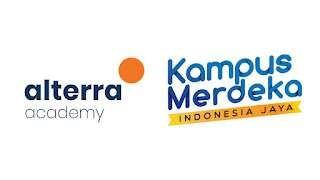 alterra
academy
Kampus
Merdeka
INDONESIA JAYA